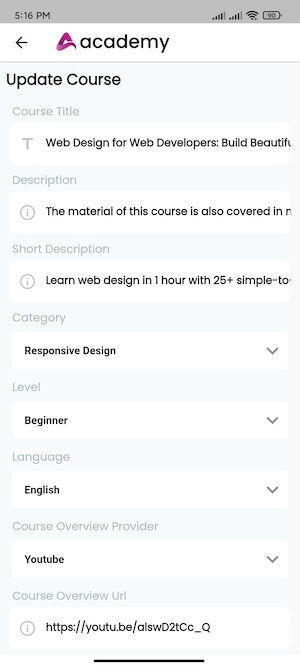 5:16 PM
90
academy
Update Course
Course Title
T Web Design for Web Developers: Build Beautifu
Description
The material of this course is also covered in m
Short Description
Learn web design in 1 hour with 25+ simple-to-
Category
Responsive Design
Level
Beginner
Language
English
Course Overview Provider
Youtube
Course Overview Url
https://youtu.be/alswD2tCc_Q